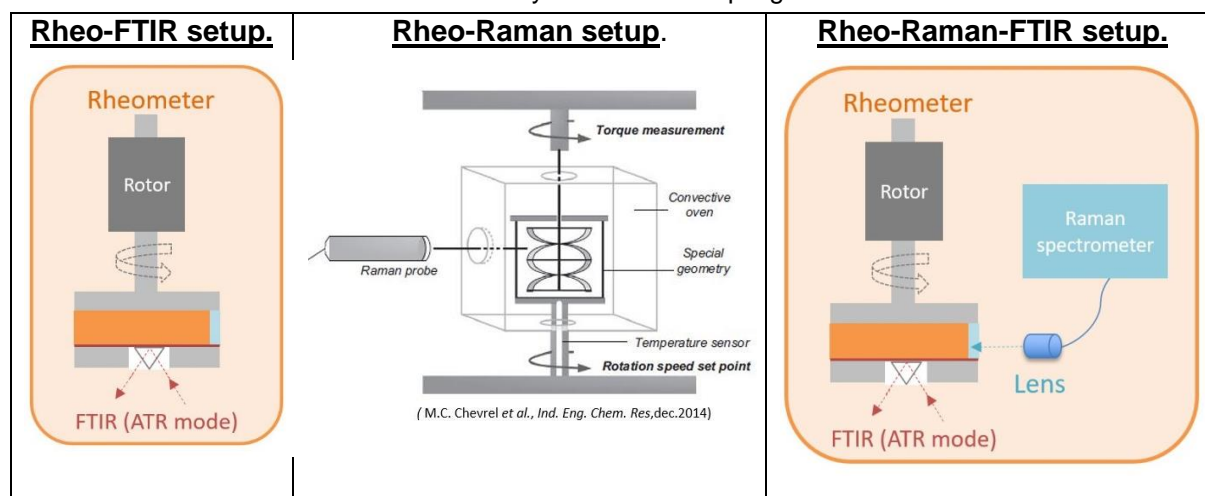 Rheo-FTIR setup.
Rheometer
Rotor
FTIR (ATR mode)
Rheo-Raman setup.
Torque measurement
Convective
oven
Raman probe
Special
geometry
Temperature sensor
Rotation speed set point
( M.C. Chevrel et al., Ind. Eng. Chem. Res,dec.2014)
Rheo-Raman-FTIR setup.
Rheometer
Rotor
Raman
spectrometer
Lens
FTIR (ATR mode)